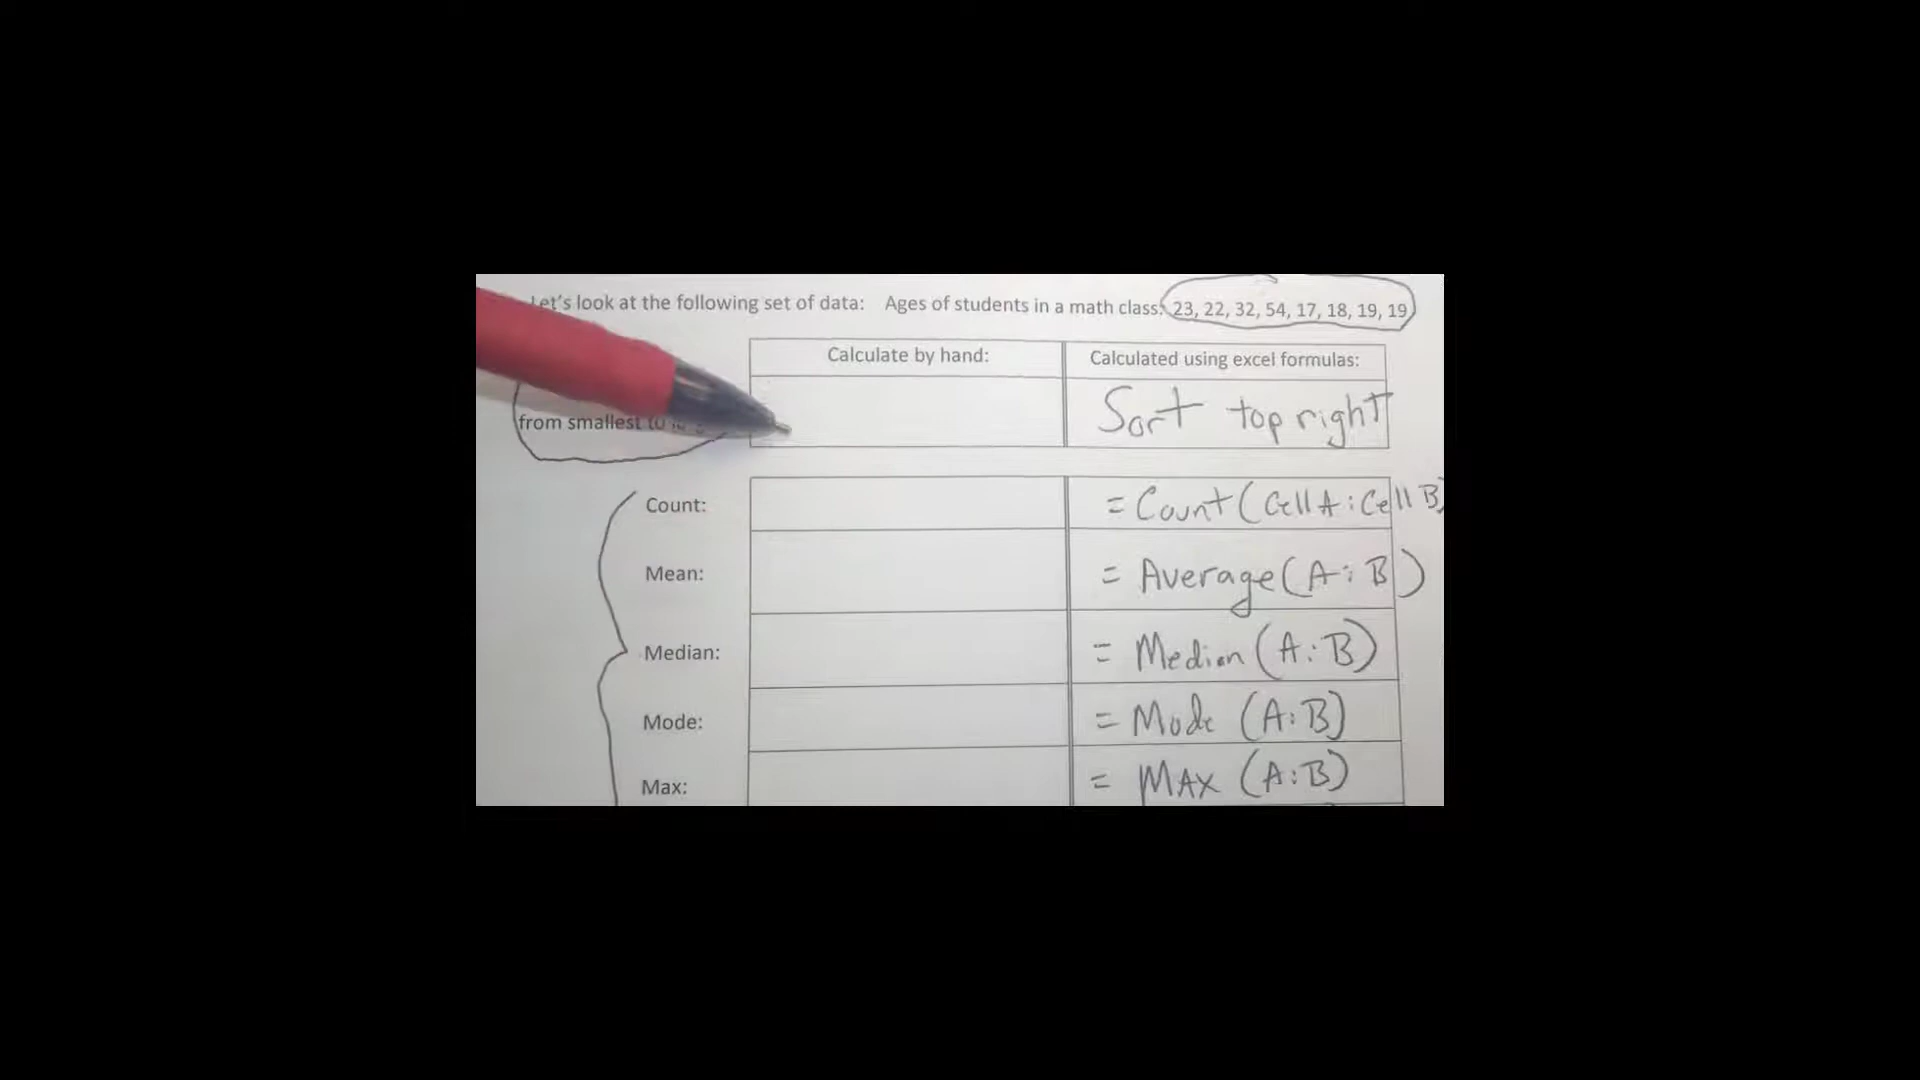 Let's look at the following set of data: Ages of students in a math class: 23, 22, 32, 54, 17, 18, 19, 19
Calculate by hand: Calculated using excel formulas:
from smallest to Sort top right
Count: = Count (Cell A : Cell B)
Mean: = Average (A : B)
Median: = Median (A : B)
Mode: = Mode (A : B)
Max: = MAX (A : B)